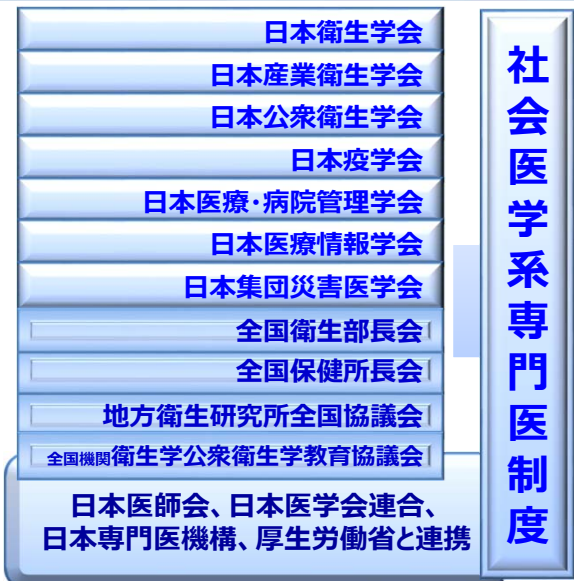 日本衛生学会
日本産業衛生学会
日本公衆衛生学会
日本疫学会
日本医療・病院管理学会
日本医療情報学会
日本集団災害医学会
全国衛生部長会
全国保健所長会
地方衛生研究所全国協議会
全国機関衛生学公衆衛生学教育協議会
日本医師会、日本医学会連合、
日本専門医機構、厚生労働省と連携
社会医学系専門医制度